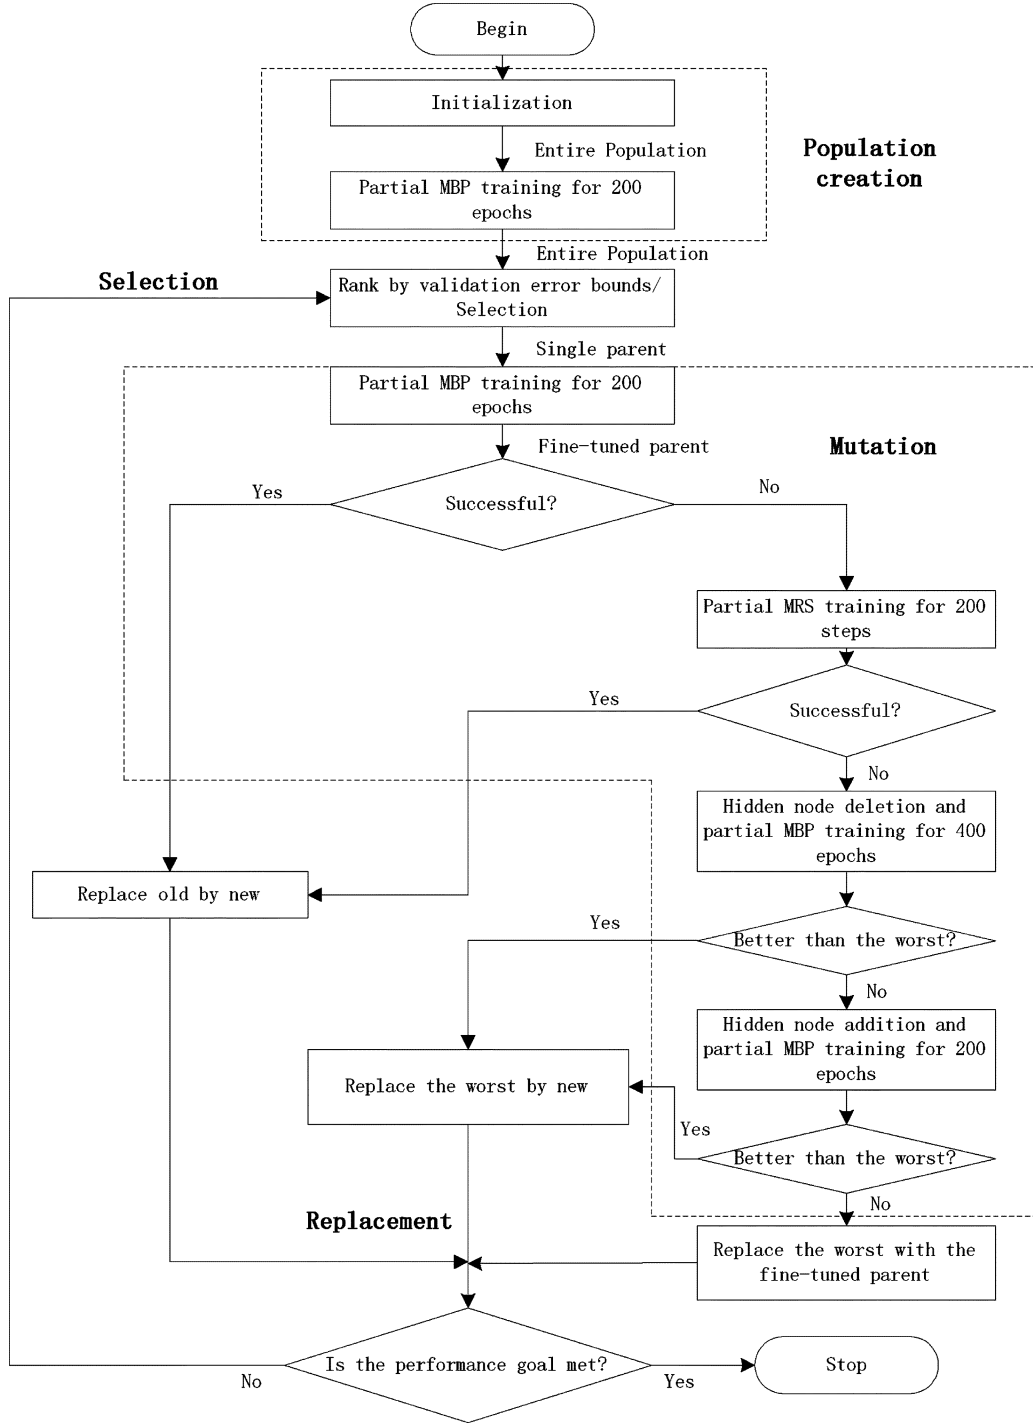 Begin
Initialization
Entire Population
Population
creation
Partial MBP training for 200
epochs
Entire Population
Selection
Rank by validation error bounds/
Selection
Single parent
Partial MBP training for 200
epochs
Fine-tuned parent
Mutation
Yes
Successful?
No
Partial MRS training for 200
steps
Yes
Successful?
No
Hidden node deletion and
partial MBP training for 400
epochs
Replace old by new
Yes
Better than the worst?
No
Hidden node addition and
partial MBP training for 200
epochs
Replace the worst by new
Yes
Better than the worst?
No
Replacement
Replace the worst with the
fine-tuned parent
Is the performance goal met?
No
Yes
Stop